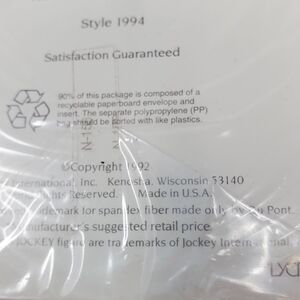 Style 1994
Satisfaction Guaranteed
90% of this package is composed of a
recyclable paperboard envelope and
insert. The separate polypropylene (PP)
bag should be sorted with like plastics.
©Copyright 1992
International, Inc. Kenosha, Wisconsin 53140
Rights Reserved. Made in U.S.A.
trademark for spandex fiber made only by Du Pont.
suggested retail price.
JOCKEY figure are trademarks of Jockey International,